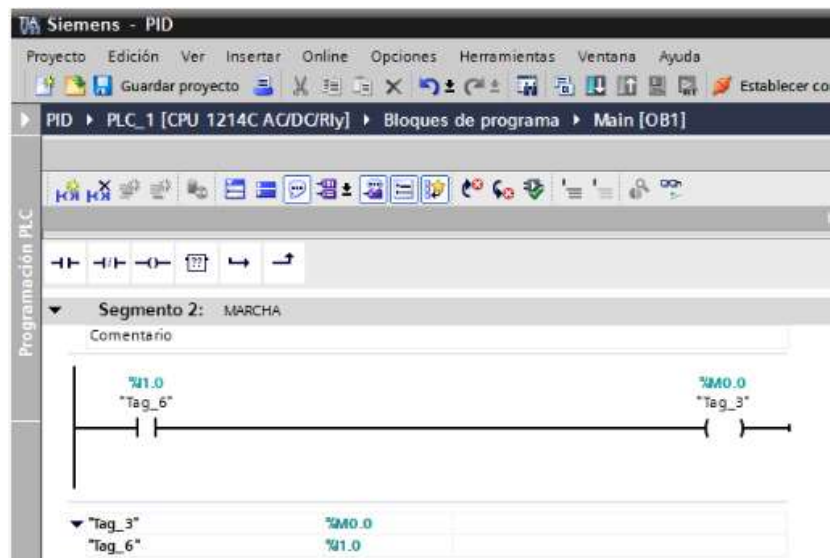 Siemens - PID
Proyecto Edición Ver Insertar Online Opciones Herramientas Ventana Ayuda
Guardar proyecto Establecer co
PID ▸ PLC_1 [CPU 1214C AC/DC/Rly] ▸ Bloques de programa ▸ Main [OB1]
Programación PLC
Segmento 2: MARCHA
Comentario
%I1.0 %M0.0
"Tag_6" "Tag_3"
"Tag_3" %M0.0
"Tag_6" %I1.0